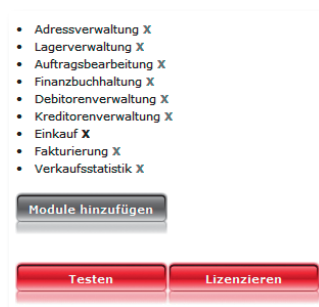 • Adressverwaltung X
• Lagerverwaltung X
• Auftragsbearbeitung X
• Finanzbuchhaltung X
• Debitorenverwaltung X
• Kreditorenverwaltung X
• Einkauf X
• Fakturierung X
• Verkaufsstatistik X
Module hinzufügen
Testen
Lizenzieren